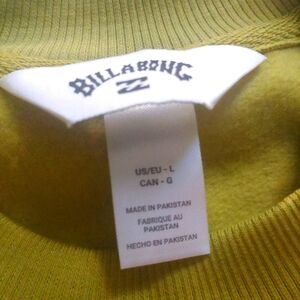 BILLABONG
US/EU - L
CAN - G
MADE IN PAKISTAN
FABRIQUE AU
PAKISTAN
HECHO EN PAKISTAN